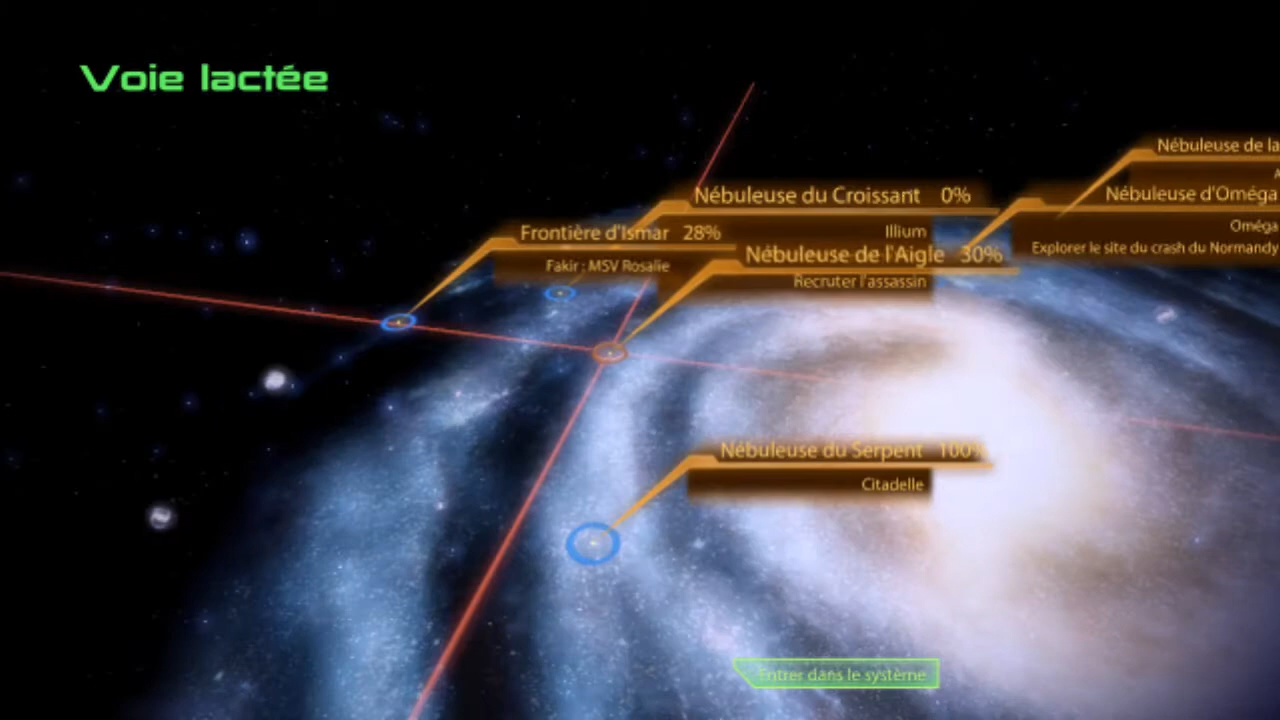 Voie lactée
Nébuleuse de la
Nébuleuse du Croissant 0%
Illium
Nébuleuse d'Oméga
Oméga
Explorer le site du crash du Normandy
Frontière d'Ismar 28%
Fakir : MSV Rosalie
Nébuleuse de l'Aigle 30%
Recruter l'assassin
Nébuleuse du Serpent 100%
Citadelle
Entrer dans le système